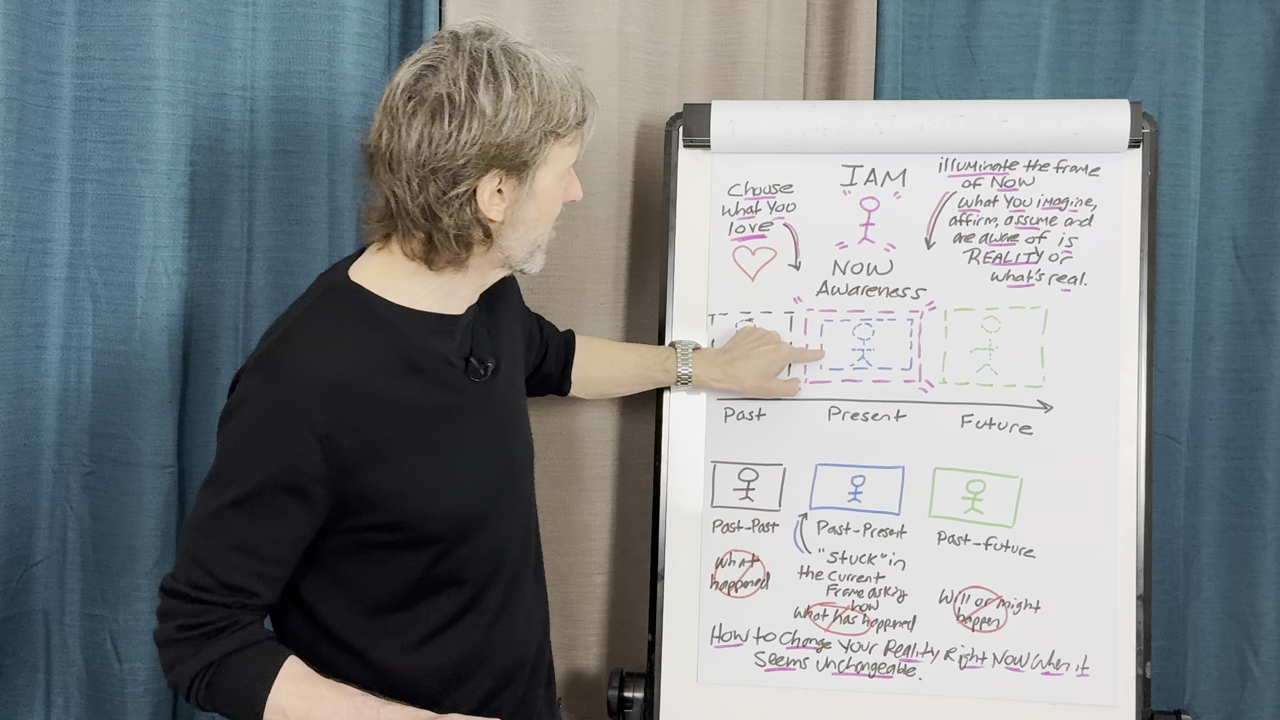 Choose
what You
love
I AM
NOW
Awareness
illuminate the frame
of Now
what You imagine,
affirm, assume and
are aware of is
REALITY or
what's real.
Past
Present
Future
Past-Past
Past-Present
Past-future
what
happened
"Stuck" in
the current
Frame asking
how
what has happened
Will or might
happen
How to Change Your Reality Right Now When it
Seems Unchangeable.